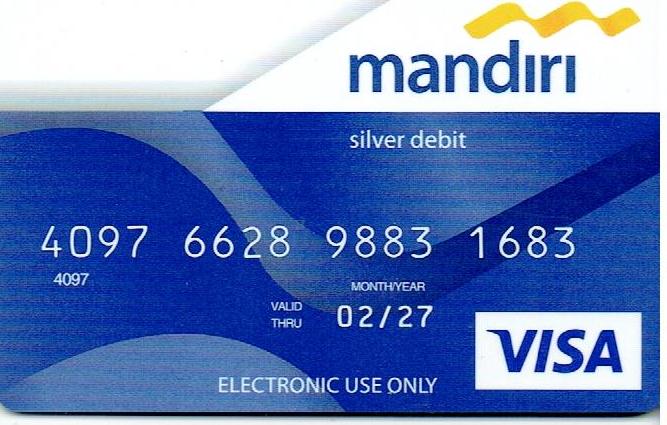 mandiri
silver debit
4097 6628 9883 1683
4097
MONTH/YEAR
VALID THRU 02/27
VISA
ELECTRONIC USE ONLY